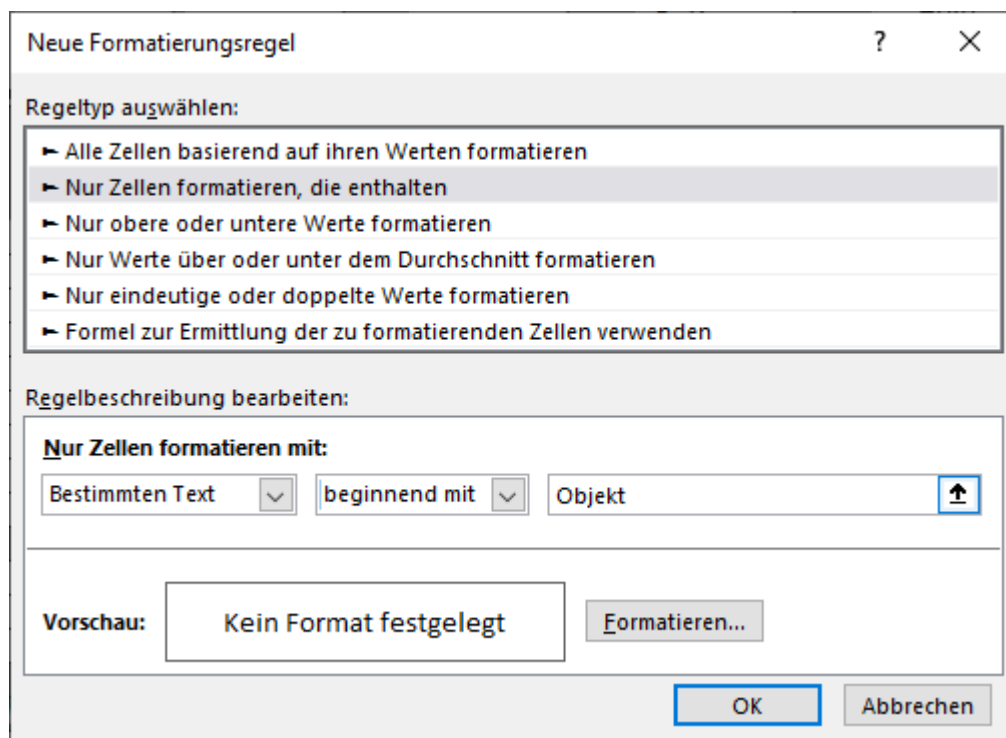 Neue Formatierungsregel ?
Regeltyp auswählen:
► Alle Zellen basierend auf ihren Werten formatieren
► Nur Zellen formatieren, die enthalten
► Nur obere oder untere Werte formatieren
► Nur Werte über oder unter dem Durchschnitt formatieren
► Nur eindeutige oder doppelte Werte formatieren
► Formel zur Ermittlung der zu formatierenden Zellen verwenden
Regelbeschreibung bearbeiten:
Nur Zellen formatieren mit:
Bestimmten Text beginnend mit Objekt
Vorschau: Kein Format festgelegt Formatieren...
OK Abbrechen